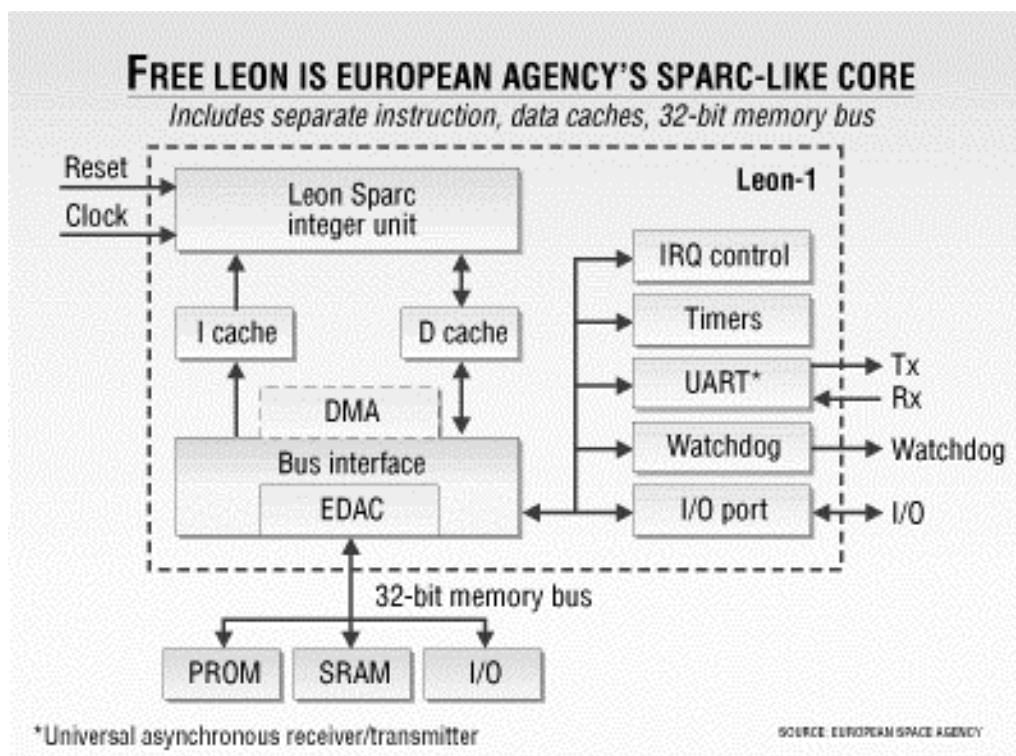 FREE LEON IS EUROPEAN AGENCY'S SPARC-LIKE CORE
Includes separate instruction, data caches, 32-bit memory bus
Reset
Clock
Leon Sparc
integer unit
Leon-1
I cache
D cache
DMA
Bus interface
EDAC
IRQ control
Timers
UART*
Tx
Rx
Watchdog
Watchdog
I/O port
I/O
32-bit memory bus
PROM
SRAM
I/O
*Universal asynchronous receiver/transmitter
SOURCE: EUROPEAN SPACE AGENCY